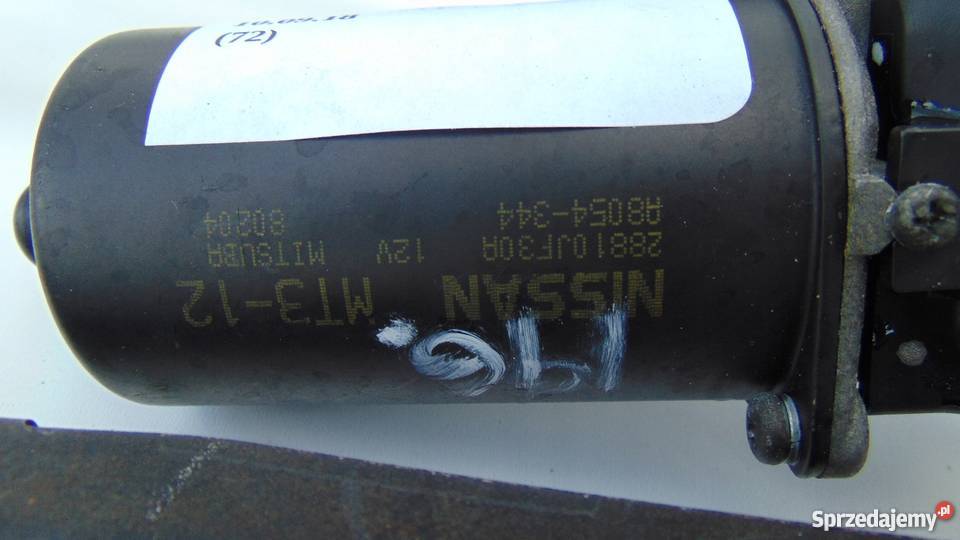 (72)
NISSAN MT3-12
28810JF30A 12V MITSUBA
A8054-344 80204
Sprzedajemy.pl